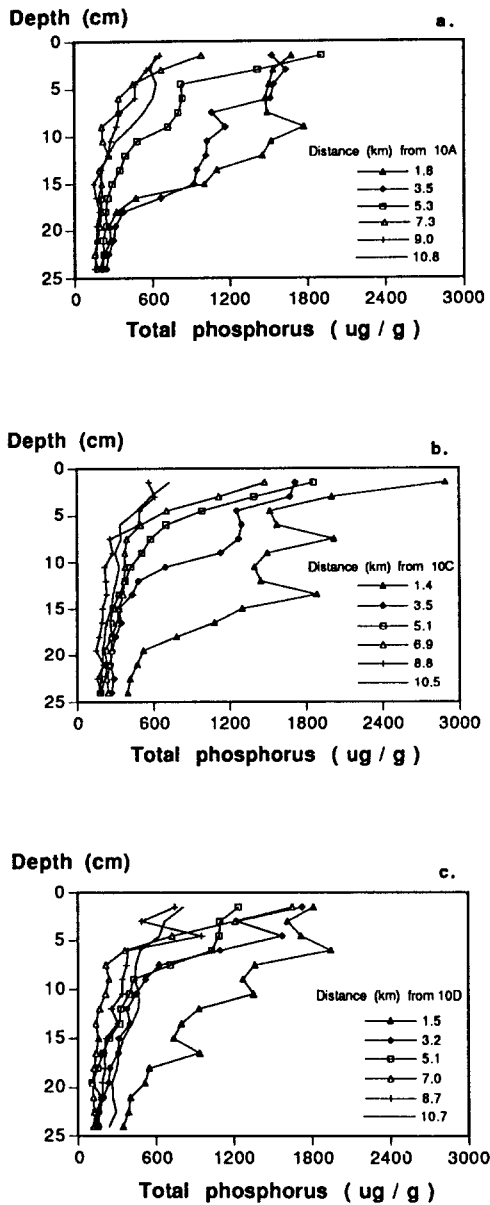 Depth (cm)
a.
0
5
10
15
20
25
Distance (km) from 10A
1.8
3.5
5.3
7.3
9.0
10.8
0 600 1200 1800 2400 3000
Total phosphorus ( ug / g )
Depth (cm)
b.
0
5
10
15
20
25
Distance (km) from 10C
1.4
3.5
5.1
6.9
8.8
10.5
0 600 1200 1800 2400 3000
Total phosphorus ( ug / g )
Depth (cm)
c.
0
5
10
15
20
25
Distance (km) from 10D
1.5
3.2
5.1
7.0
8.7
10.7
0 600 1200 1800 2400 3000
Total phosphorus ( ug / g )